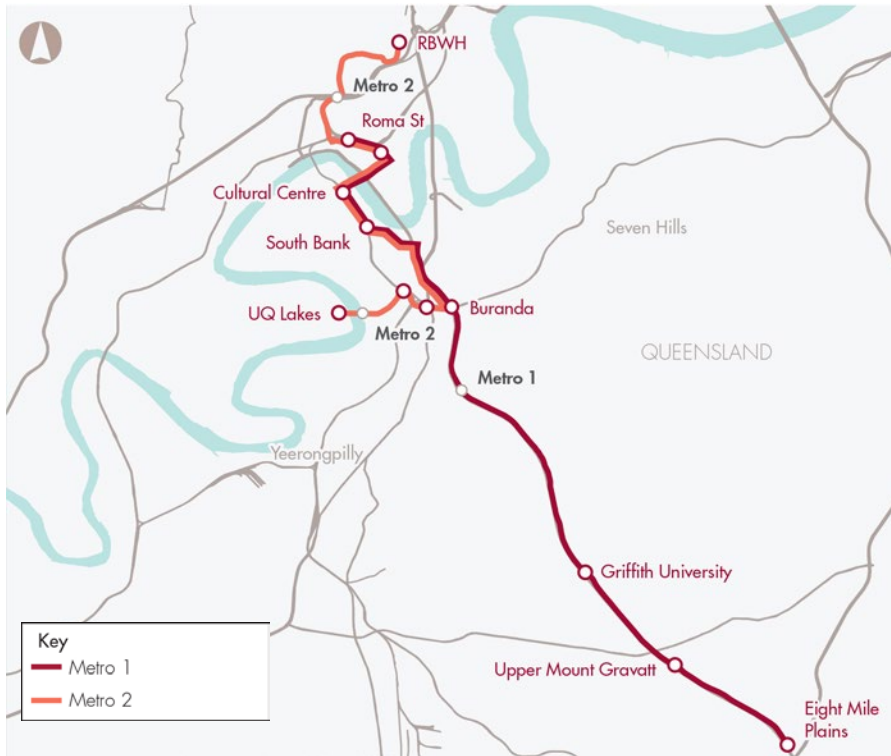 RBWH
Metro 2
Roma St
Cultural Centre
South Bank
Seven Hills
UQ Lakes
Buranda
Metro 2
QUEENSLAND
Metro 1
Yeerongpilly
Griffith University
Key
Metro 1
Metro 2
Upper Mount Gravatt
Eight Mile
Plains